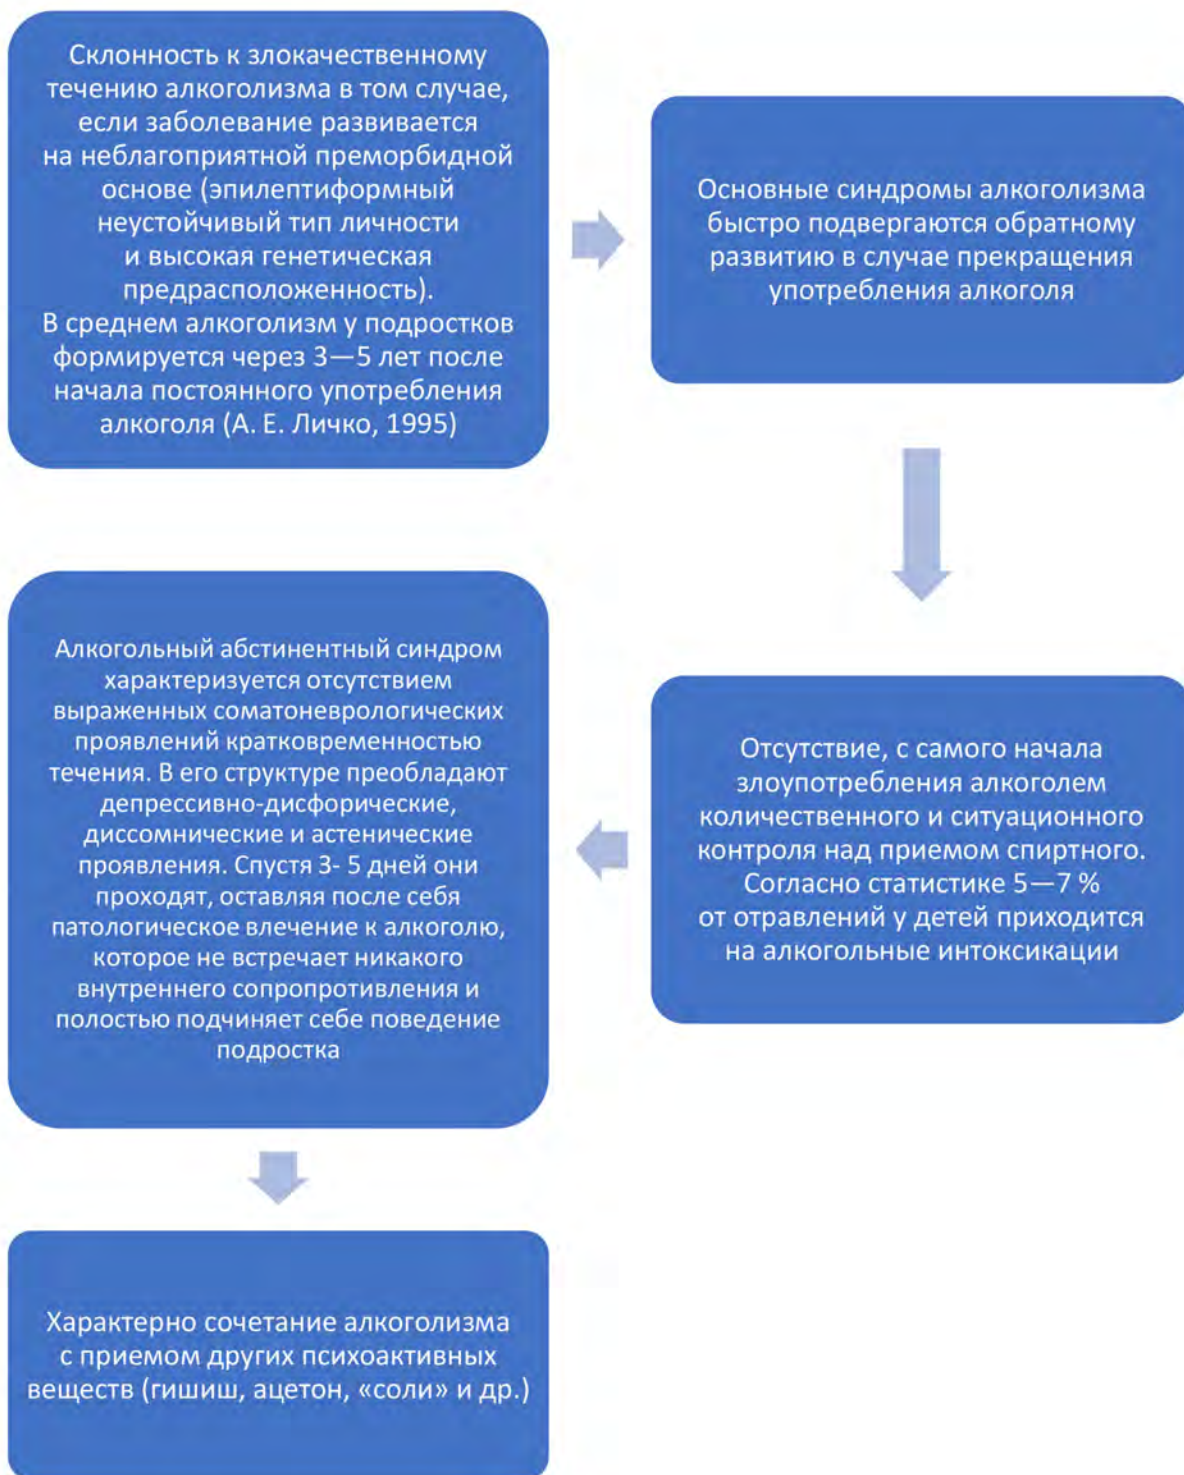 Склонность к злокачественному
течению алкоголизма в том случае,
если заболевание развивается
на неблагоприятной преморбидной
основе (эпилептиформный
неустойчивый тип личности
и высокая генетическая
предрасположенность).
В среднем алкоголизм у подростков
формируется через 3—5 лет после
начала постоянного употребления
алкоголя (А. Е. Личко, 1995)
Основные синдромы алкоголизма
быстро подвергаются обратному
развитию в случае прекращения
употребления алкоголя
Отсутствие, с самого начала
злоупотребления алкоголем
количественного и ситуационного
контроля над приемом спиртного.
Согласно статистике 5—7 %
от отравлений у детей приходится
на алкогольные интоксикации
Алкогольный абстинентный синдром
характеризуется отсутствием
выраженных соматоневрологических
проявлений кратковременностью
течения. В его структуре преобладают
депрессивно-дисфорические,
диссомнические и астенические
проявления. Спустя 3- 5 дней они
проходят, оставляя после себя
патологическое влечение к алкоголю,
которое не встречает никакого
внутреннего сопропротивления и
полостью подчиняет себе поведение
подростка
Характерно сочетание алкоголизма
с приемом других психоактивных
веществ (гишиш, ацетон, «соли» и др.)